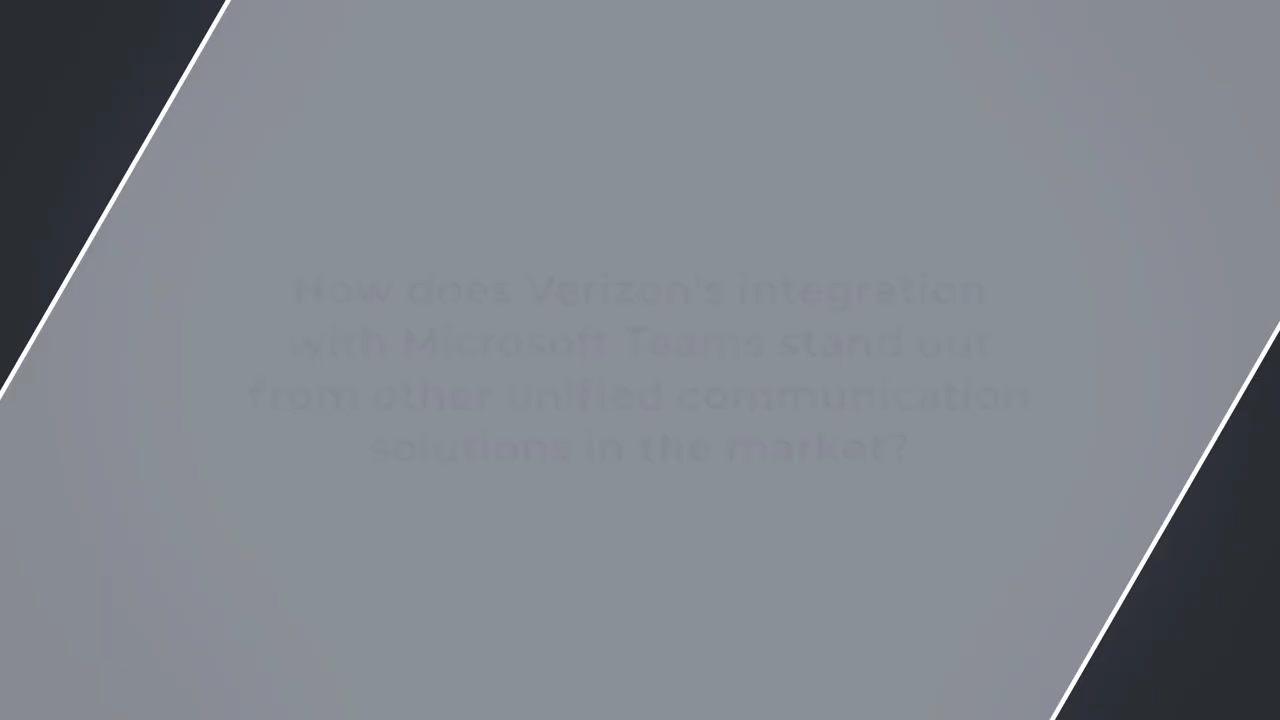 How does Verizon's integration
with Microsoft Teams stand out
from other unified communication
solutions in the market?